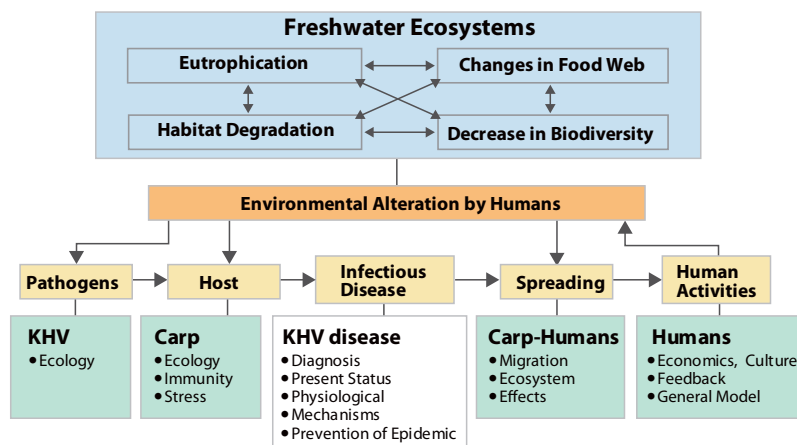 Freshwater Ecosystems
Eutrophication
Changes in Food Web
Habitat Degradation
Decrease in Biodiversity
Environmental Alteration by Humans
Pathogens
Host
Infectious
Disease
Spreading
Human
Activities
KHV
• Ecology
Carp
• Ecology
• Immunity
• Stress
KHV disease
• Diagnosis
• Present Status
• Physiological
• Mechanisms
• Prevention of Epidemic
Carp-Humans
• Migration
• Ecosystem
• Effects
Humans
• Economics, Culture
• Feedback
• General Model